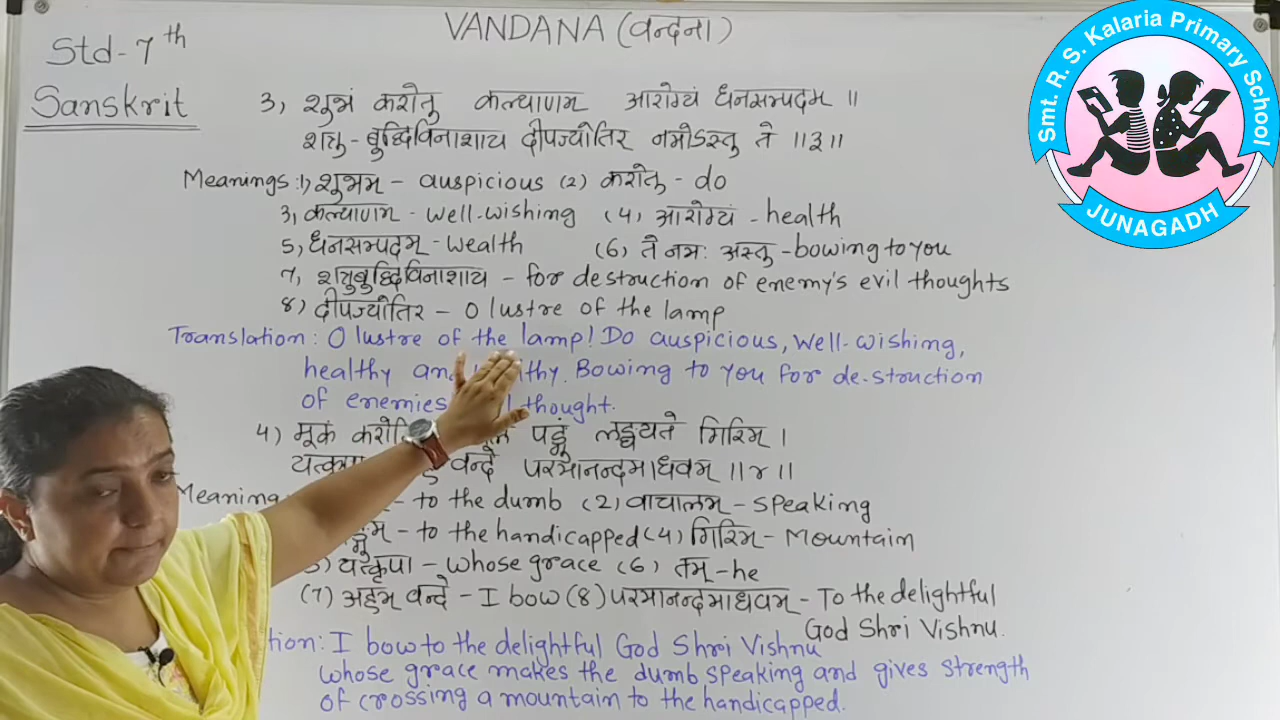 VANDANA (वन्दना)
Std - 7th
Sanskrit
3, शुभं करोतु कल्याणम् आरोग्यं धनसम्पदम् ॥
शत्रु - बुद्धिविनाशाय दीपज्योतिर् नमोऽस्तु ते ॥३॥
Meanings: 1) शुभम् - auspicious (2) करोतु - do
3, कल्याणम् - well-wishing (4) आरोग्यं - health
5, धनसम्पदम् - Wealth (6) ते नमः अस्तु - bowing to you
7, शत्रुबुद्धिविनाशाय - for destruction of enemy's evil thoughts
8) दीपज्योतिर - O lustre of the lamp
Translation: O lustre of the lamp! Do auspicious, Well-wishing,
healthy Bowing to you for de-struction
of enemies thought.
4) मूकं पङ्गुं लङ्घयते गिरिम् ।
वन्दे परमानन्दमाधवम् ॥४॥
- to the dumb (2) वाचालम् - Speaking
- to the handicapped (4) गिरिम् - Mountain
यत्कृपा - whose grace (6) तम् - he
(7) अहम् वन्दे - I bow (8) परमानन्दमाधवम् - To the delightful
God Shri Vishnu.
I bow to the delightful God Shri Vishnu
whose grace makes the dumb speaking and gives strength
of crossing a mountain to the handicapped.
Smt. R. S. Kalaria Primary School
JUNAGADH